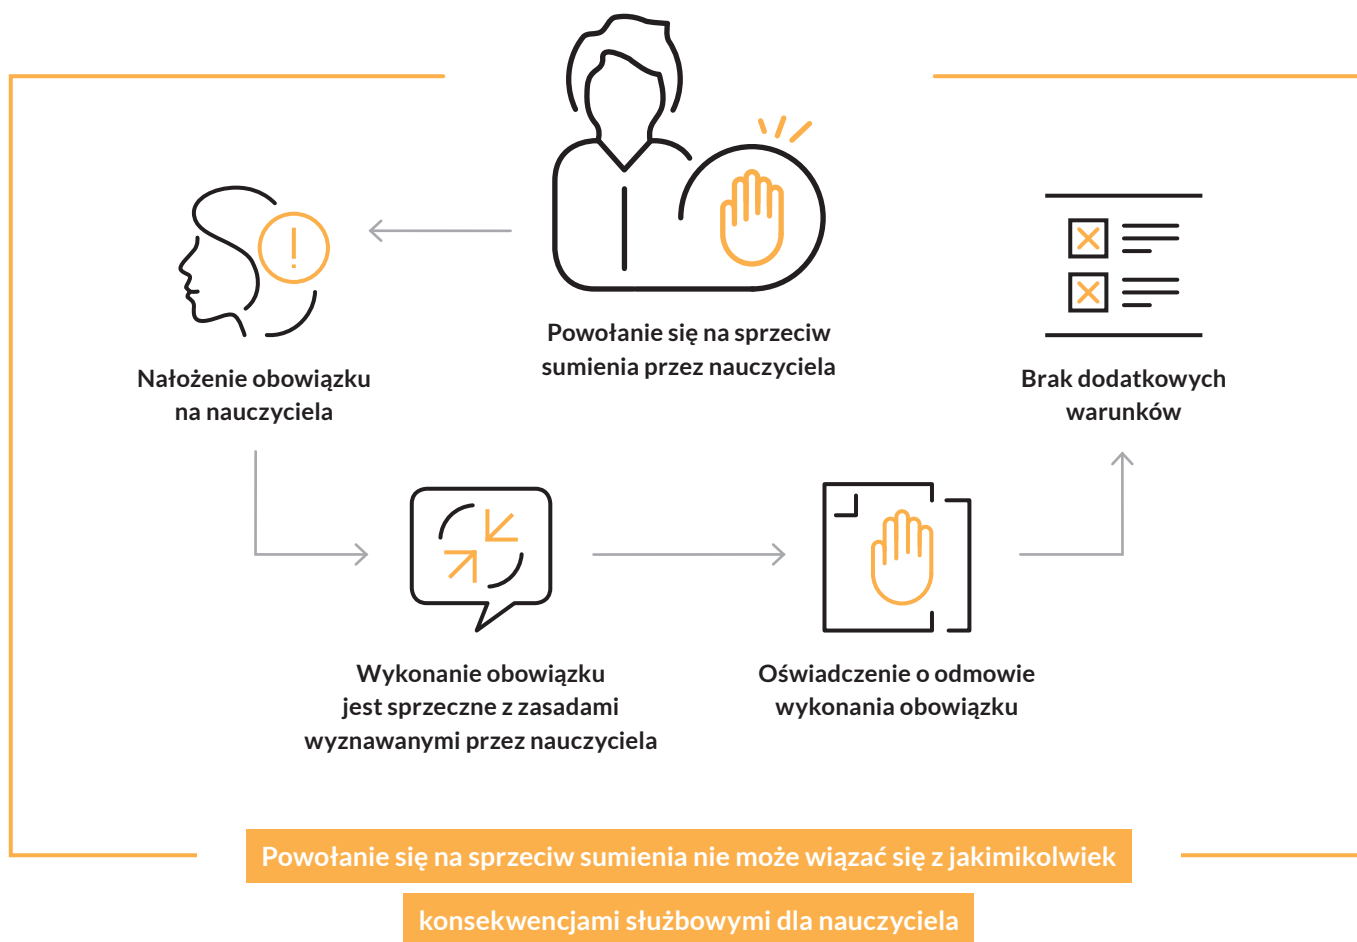 Powołanie się na sprzeciw
sumienia przez nauczyciela
Nałożenie obowiązku
na nauczyciela
Wykonanie obowiązku
jest sprzeczne z zasadami
wyznawanymi przez nauczyciela
Oświadczenie o odmowie
wykonania obowiązku
Brak dodatkowych
warunków
Powołanie się na sprzeciw sumienia nie może wiązać się z jakimikolwiek
konsekwencjami służbowymi dla nauczyciela